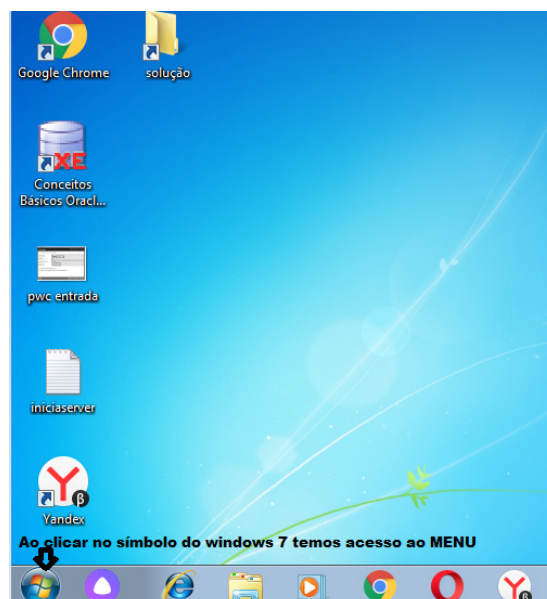 Google Chrome
solução
XE
Conceitos
Básicos Oracl...
pwc entrada
iniciaserver
Y
β
Yandex
Ao clicar no símbolo do windows 7 temos acesso ao MENU